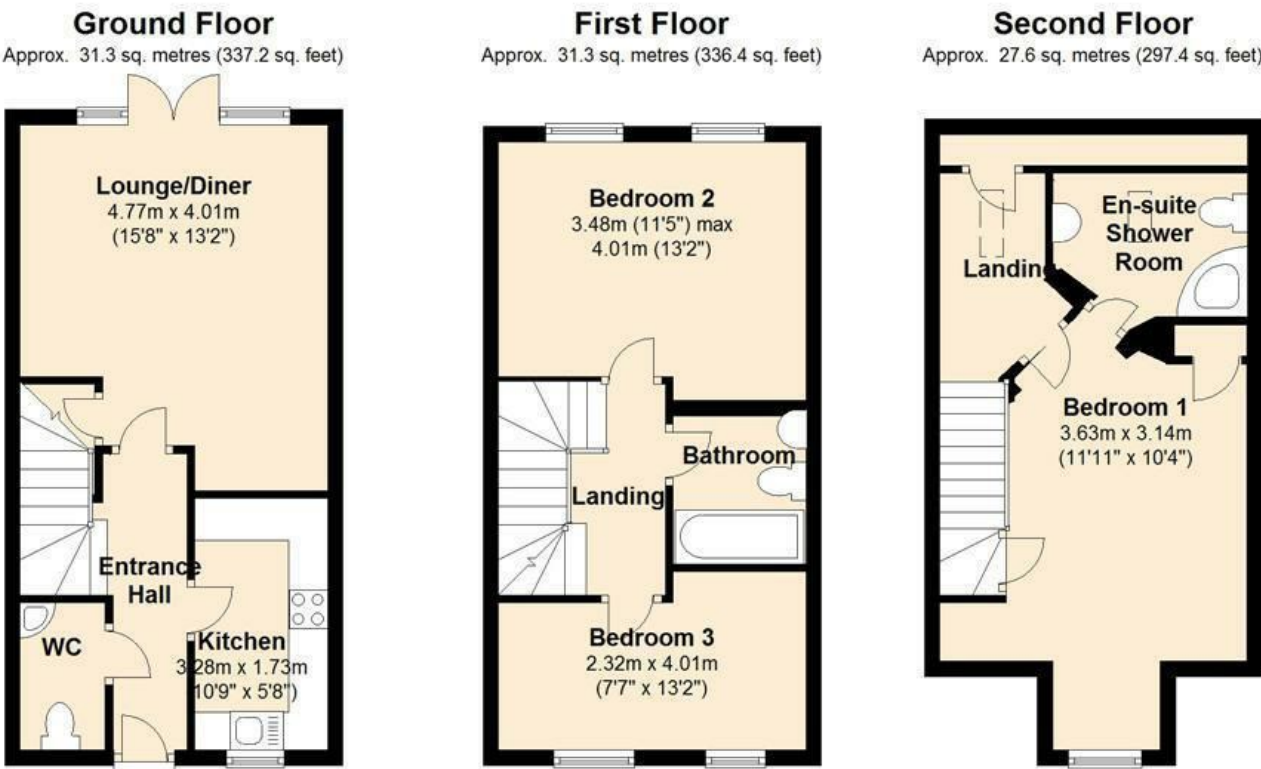 Ground Floor
Approx. 31.3 sq. metres (337.2 sq. feet)
Lounge/Diner
4.77m x 4.01m
(15'8" x 13'2")
Entrance
Hall
WC
Kitchen
3.28m x 1.73m
(10'9" x 5'8")
First Floor
Approx. 31.3 sq. metres (336.4 sq. feet)
Bedroom 2
3.48m (11'5") max
4.01m (13'2")
Bathroom
Landing
Bedroom 3
2.32m x 4.01m
(7'7" x 13'2")
Second Floor
Approx. 27.6 sq. metres (297.4 sq. feet)
En-suite
Shower
Room
Landing
Bedroom 1
3.63m x 3.14m
(11'11" x 10'4")